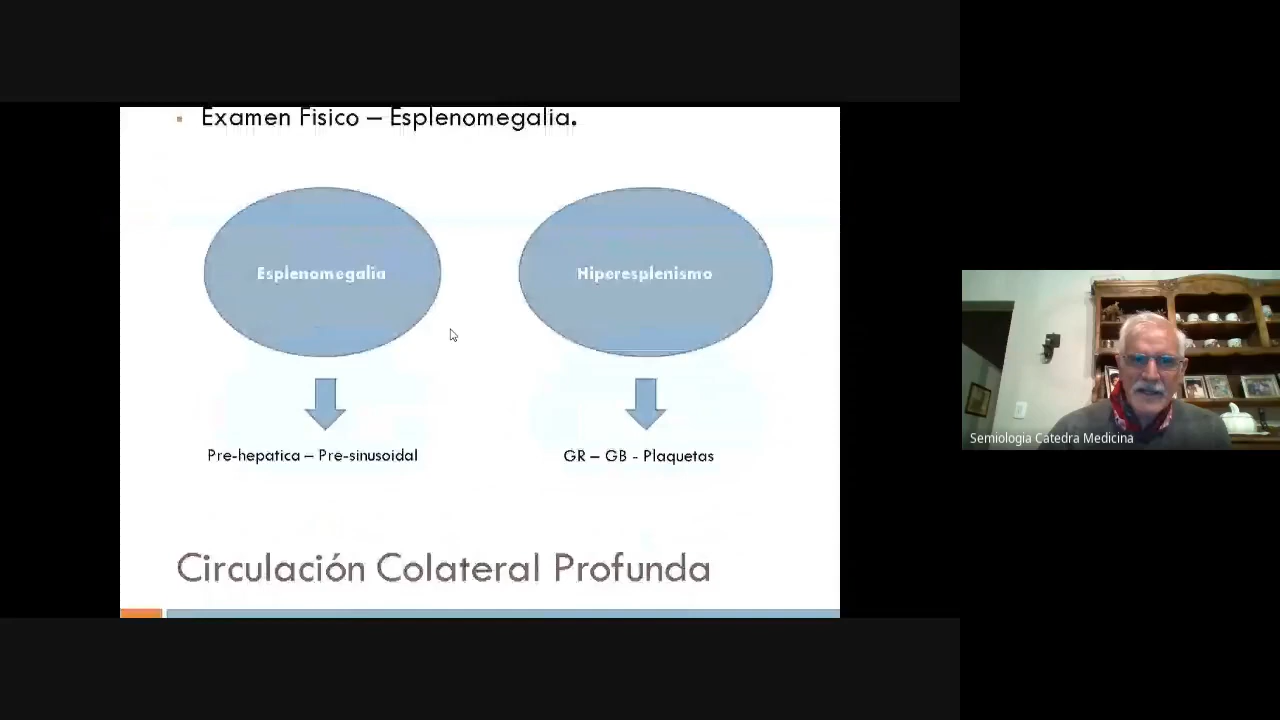 Examen Fisico – Esplenomegalia.
Esplenomegalia
Hiperesplenismo
Pre-hepatica – Pre-sinusoidal
GR – GB - Plaquetas
Circulación Colateral Profunda
Semiologia Catedra Medicina